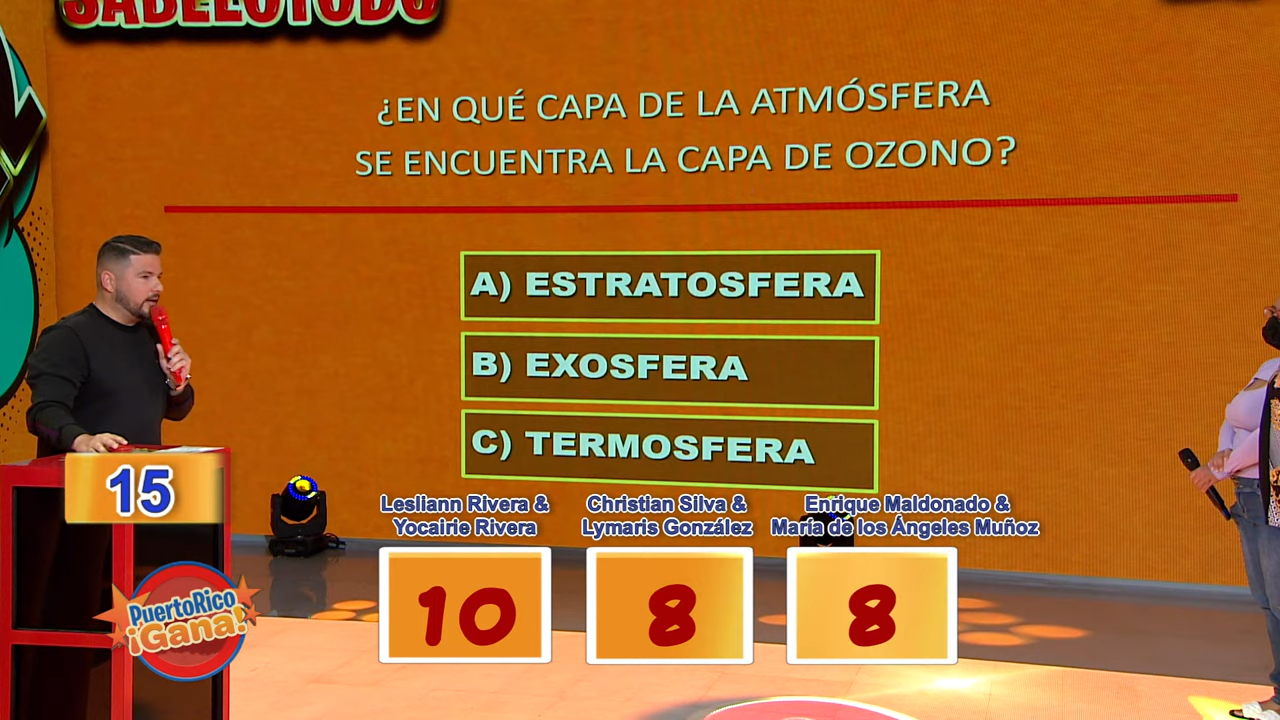 SABELOTODO
¿EN QUÉ CAPA DE LA ATMÓSFERA
SE ENCUENTRA LA CAPA DE OZONO?
A) ESTRATOSFERA
B) EXOSFERA
C) TERMOSFERA
15
Lesliann Rivera &
Yocairie Rivera
Christian Silva &
Lymaris González
Enrique Maldonado &
María de los Ángeles Muñoz
10
8
8
PuertoRico
¡Gana!